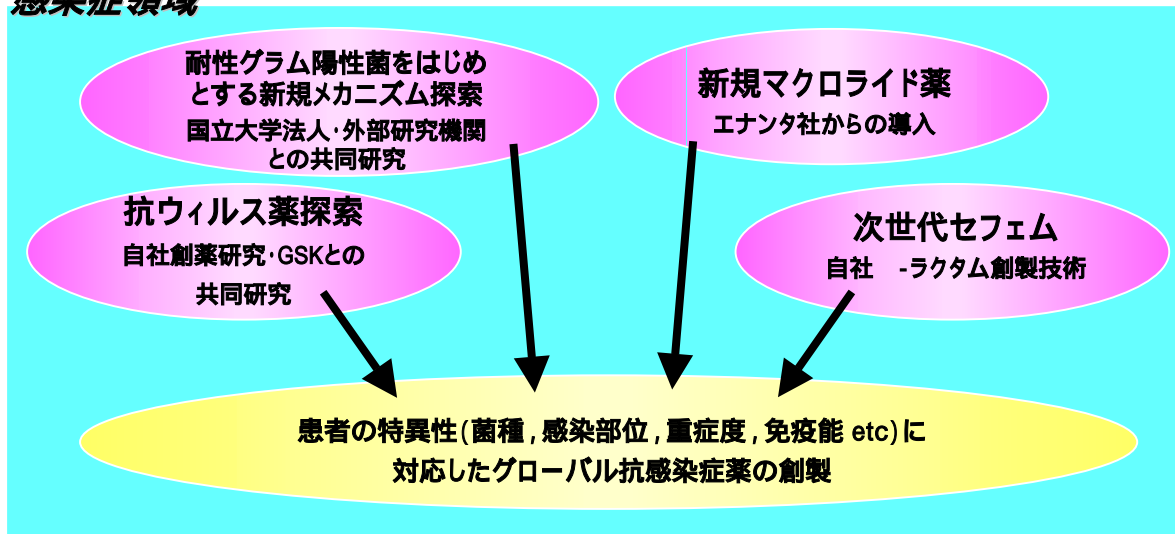 感染症領域
耐性グラム陽性菌をはじめ
とする新規メカニズム探索
国立大学法人・外部研究機関
との共同研究
新規マクロライド薬
エナンタ社からの導入
抗ウィルス薬探索
自社創薬研究・GSKとの
共同研究
次世代セフェム
自社 -ラクタム創製技術
患者の特異性(菌種,感染部位,重症度,免疫能 etc)に
対応したグローバル抗感染症薬の創製